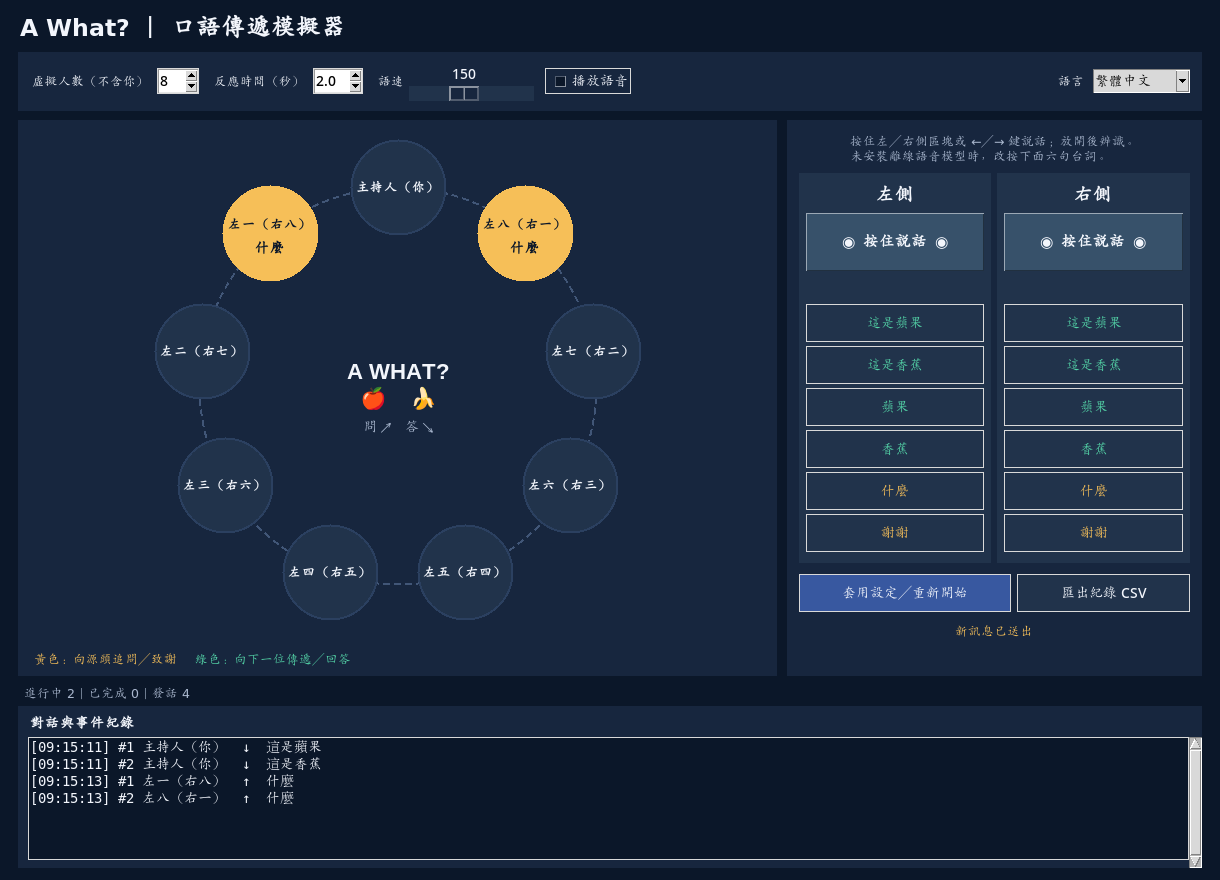 A What? | 口語傳遞模擬器
虛擬人數（不含你） 8 反應時間（秒） 2.0 語速 150 播放語音 語言 繁體中文
主持人（你）
左一（右八）
什麼
左八（右一）
什麼
左二（右七）
左七（右二）
A WHAT?
問↗ 答↘
左三（右六）
左六（右三）
左四（右五）
左五（右四）
黃色：向源頭追問／致謝 綠色：向下一位傳遞／回答
按住左／右側區塊或 ←／→ 鍵說話；放開後辨識。
未安裝離線語音模型時，改按下面六句台詞。
左側
◉ 按住說話 ◉
這是蘋果
這是香蕉
蘋果
香蕉
什麼
謝謝
右側
◉ 按住說話 ◉
這是蘋果
這是香蕉
蘋果
香蕉
什麼
謝謝
套用設定／重新開始
匯出紀錄 CSV
新訊息已送出
進行中 2｜已完成 0｜發話 4
對話與事件紀錄
[09:15:11] #1 主持人（你） ↓ 這是蘋果
[09:15:11] #2 主持人（你） ↓ 這是香蕉
[09:15:13] #1 左一（右八） ↑ 什麼
[09:15:13] #2 左八（右一） ↑ 什麼